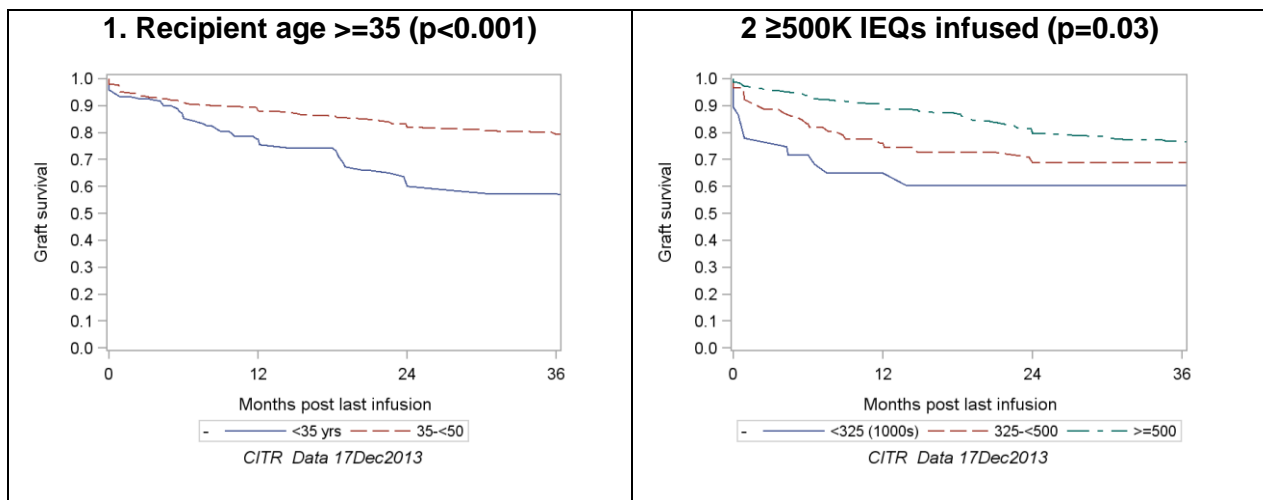 1. Recipient age >=35 (p<0.001)
1.0
0.9
0.8
0.7
0.6
0.5
0.4
0.3
0.2
0.1
0.0
Graft survival
0 12 24 36
Months post last infusion
- <35 yrs 35-<50
CITR Data 17Dec2013
2 ≥500K IEQs infused (p=0.03)
1.0
0.9
0.8
0.7
0.6
0.5
0.4
0.3
0.2
0.1
0.0
Graft survival
0 12 24 36
Months post last infusion
- <325 (1000s) 325-<500 >=500
CITR Data 17Dec2013